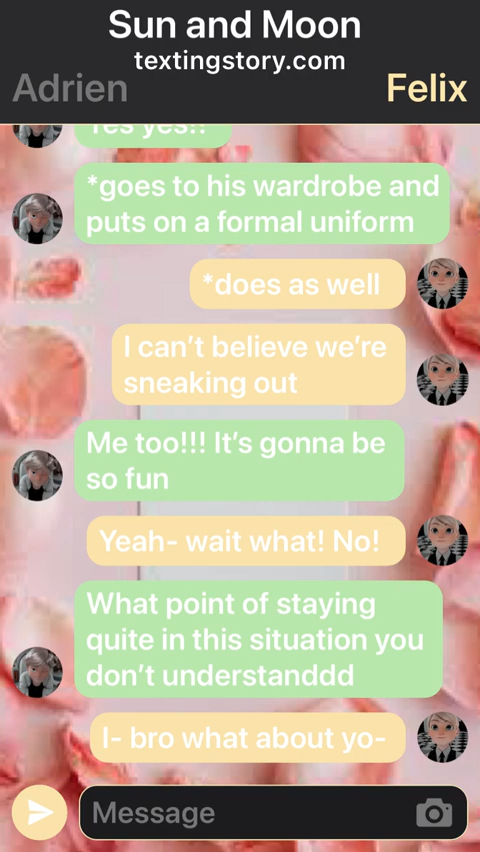 Sun and Moon
textingstory.com
Adrien
Felix
Yes yes!!
*goes to his wardrobe and
puts on a formal uniform
*does as well
I can't believe we're
sneaking out
Me too!!! It's gonna be
so fun
Yeah- wait what! No!
What point of staying
quite in this situation you
don't understanddd
I- bro what about yo-
Message